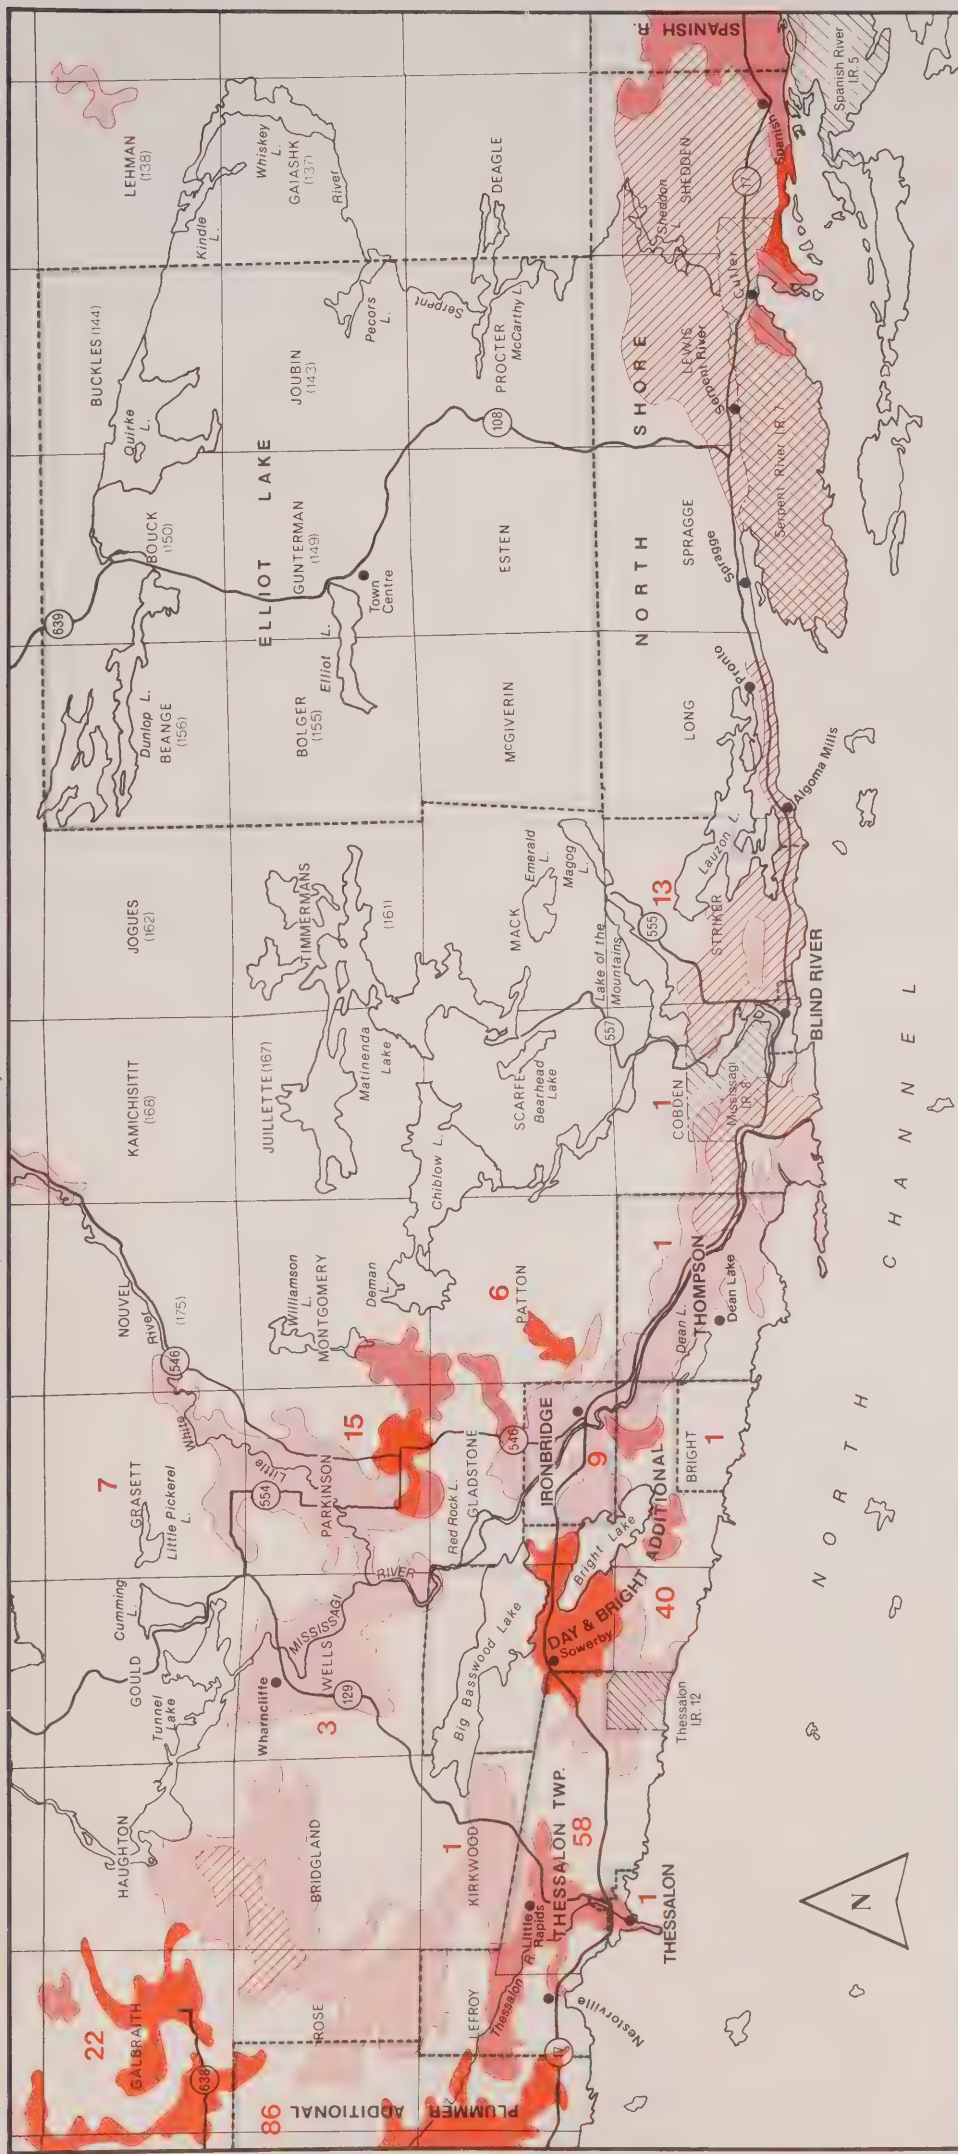 22
GALBRAITH
638
HAUGHTON
Tunnel
Lake
GOULD
Cumming
L.
7
GRASETT
Little Pickerel
L.
NOUVEL
River
(175)
546
White
Little
KAMICHISITIT
(168)
JOGUES
(162)
639
Dunlop L.
BEANGE
(156)
BOUCK
(150)
Quirke
L.
BUCKLES (144)
Kindle
L.
LEHMAN
(138)
Whiskey
L.
GAIASHK
(137)
River
86
PLUMMER ADDITIONAL
ROSE
BRIDGLAND
Wharncliffe
3
WELLS
129
MISSISSAGI
RIVER
554
PARKINSON
15
Williamson
L.
MONTGOMERY
Deman
L.
JUILLETTE (167)
Matinenda
Lake
TIMMERMANS
(161)
ELLIOT LAKE
BOLGER
(155)
Elliot L.
GUNTERMAN
(149)
Town
Centre
JOUBIN
(143)
Pecors
L.
Serpent
LEFROY
Thessalon R.
Little
Rapids
1
KIRKWOOD
Big Basswood Lake
Red Rock L.
GLADSTONE
546
6
PATTON
Chiblow L.
SCARFE
Bearhead
Lake
MACK
Emerald
L.
Magog
L.
McGIVERIN
ESTEN
108
PROCTER
McCarthy L.
DEAGLE
17
Nestorville
THESSALON TWP.
58
1
THESSALON
DAY & BRIGHT ADDITIONAL
Sowerby
Bright Lake
40
Thessalon
I.R. 12
IRONBRIDGE
9
BRIGHT
1
1
THOMPSON
Dean L.
Dean Lake
1
COBDEN
Mississagi
I.R. 8
557
Lake of the
Mountains
555
13
STRIKER
Lauzon L.
BLIND RIVER
Algoma Mills
NORTH SHORE
LONG
Pronto
SPRAGGE
Spragge
LEWIS
Serpent River
Serpent River I.R. 7
Cutler
Sheddon
L.
SHEDDEN
17
Spanish
SPANISH R.
Spanish River
I.R. 5
N
NORTH CHANNEL